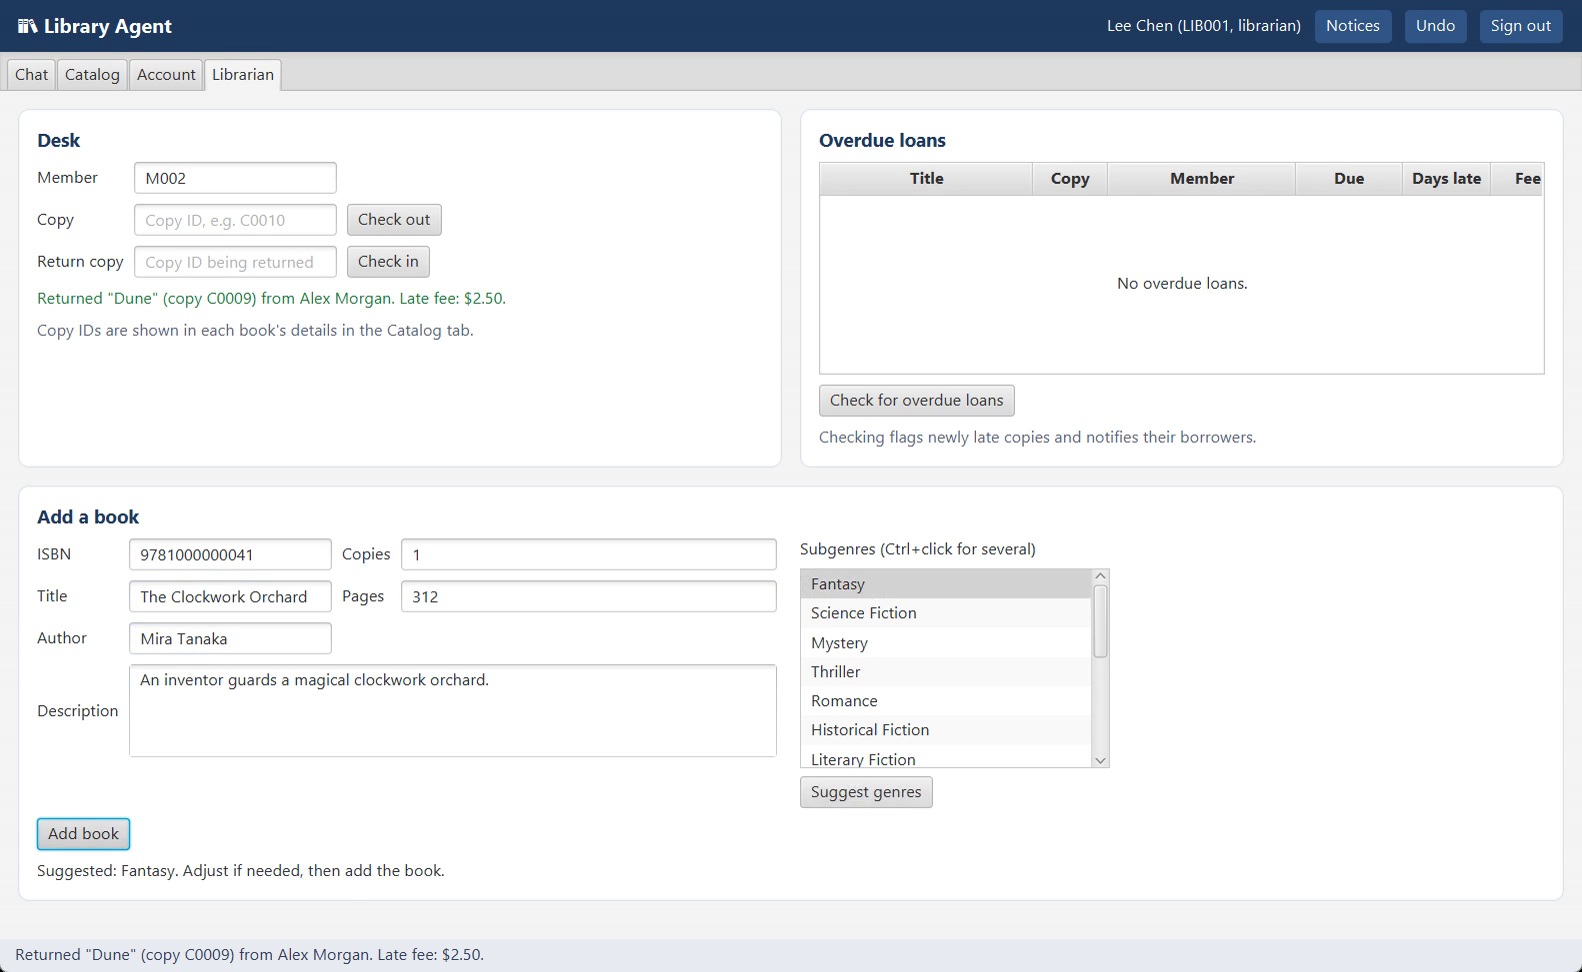 Library Agent
Lee Chen (LIB001, librarian)
Notices
Undo
Sign out
Chat
Catalog
Account
Librarian
Desk
Member
M002
Copy
Copy ID, e.g. C0010
Check out
Return copy
Copy ID being returned
Check in
Returned "Dune" (copy C0009) from Alex Morgan. Late fee: $2.50.
Copy IDs are shown in each book's details in the Catalog tab.
Overdue loans
Title
Copy
Member
Due
Days late
Fee
No overdue loans.
Check for overdue loans
Checking flags newly late copies and notifies their borrowers.
Add a book
ISBN
9781000000041
Copies
1
Title
The Clockwork Orchard
Pages
312
Author
Mira Tanaka
Description
An inventor guards a magical clockwork orchard.
Subgenres (Ctrl+click for several)
Fantasy
Science Fiction
Mystery
Thriller
Romance
Historical Fiction
Literary Fiction
Suggest genres
Add book
Suggested: Fantasy. Adjust if needed, then add the book.
Returned "Dune" (copy C0009) from Alex Morgan. Late fee: $2.50.